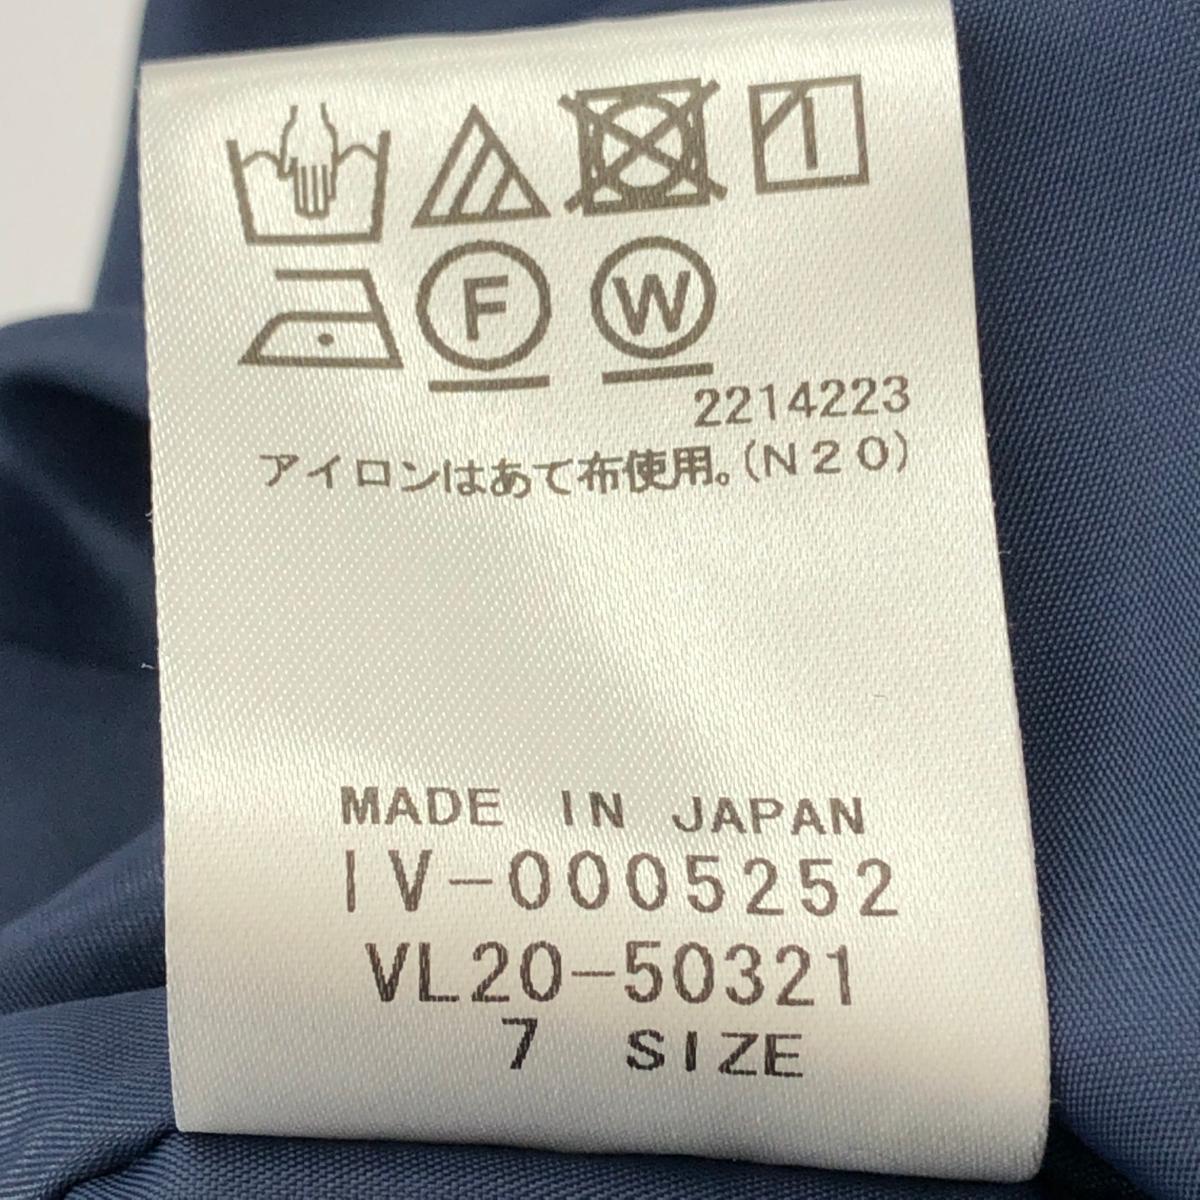 F W
2214223
アイロンはあて布使用。(N20)
MADE IN JAPAN
IV-0005252
VL20-50321
7 SIZE